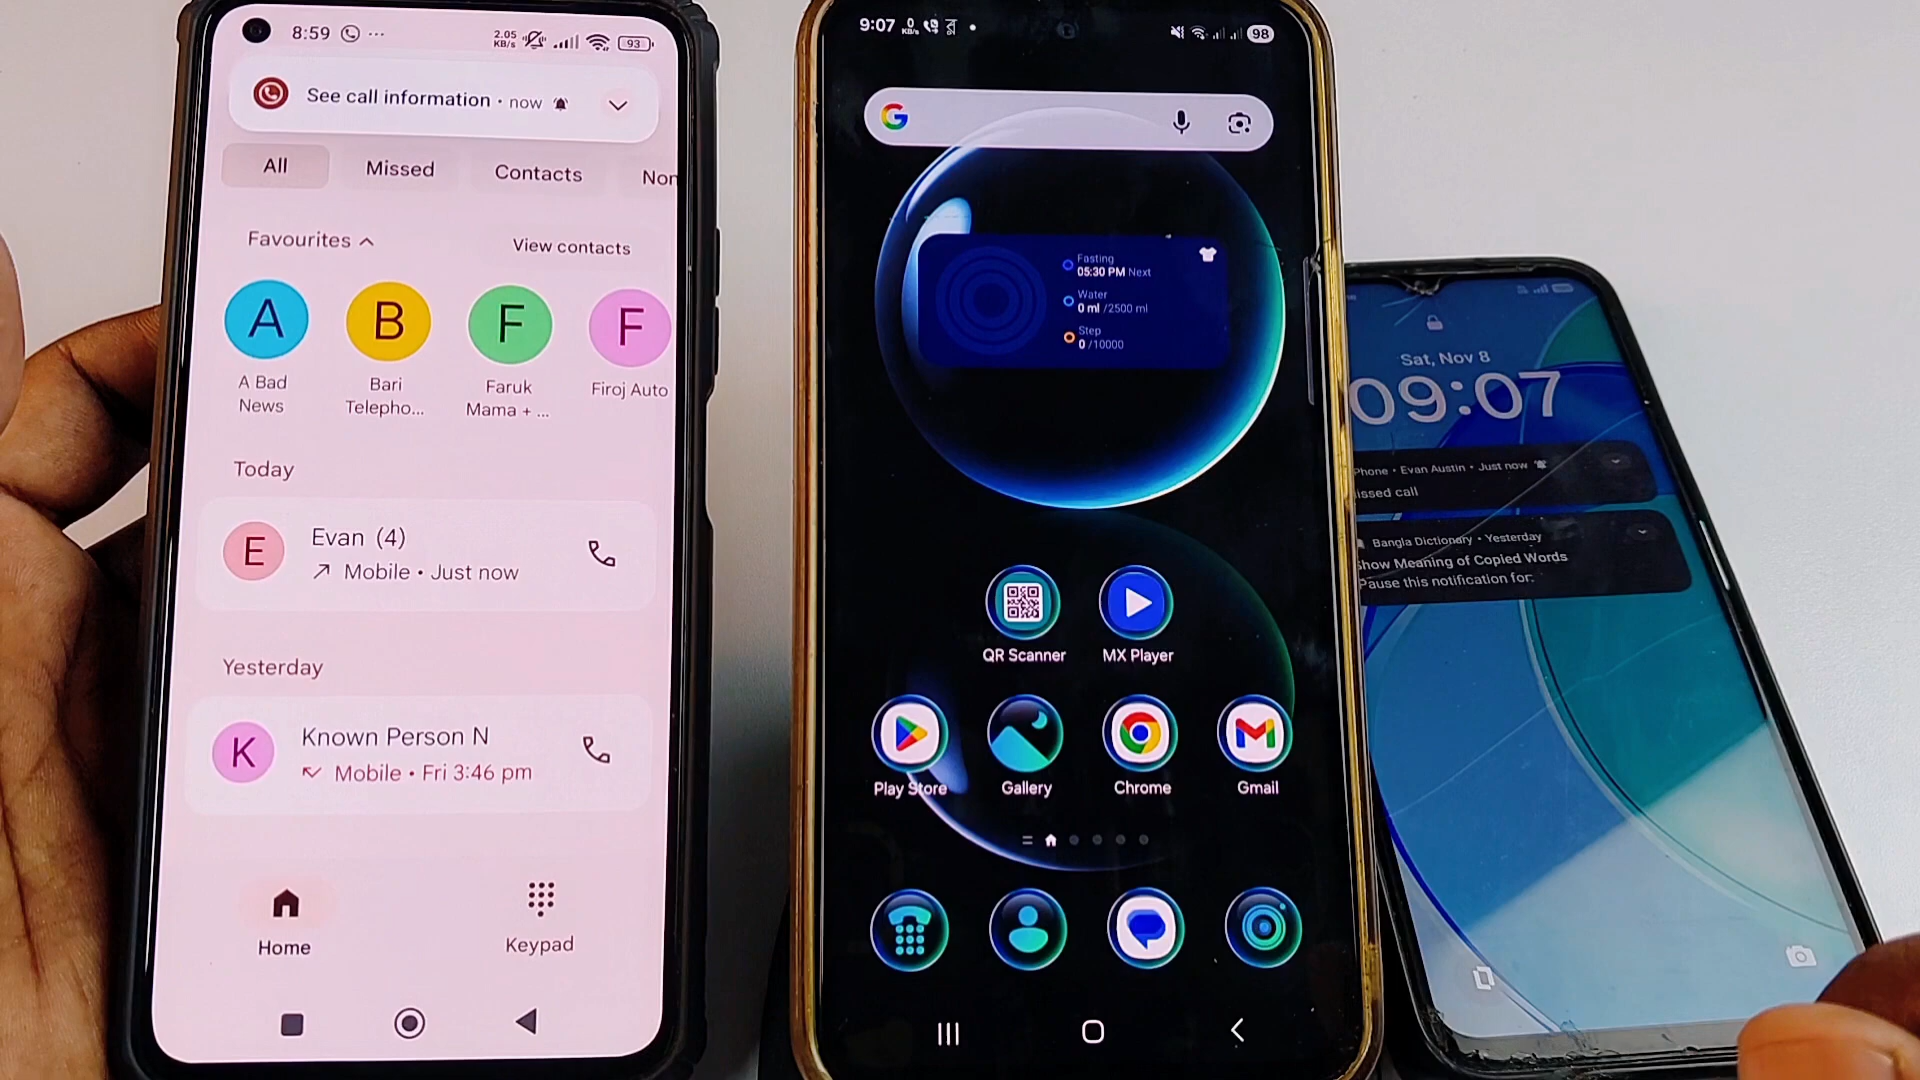 8:59
2.05
KB/s
93
See call information • now
All
Missed
Contacts
Non
Favourites
View contacts
A
B
F
F
A Bad
News
Bari
Telepho...
Faruk
Mama + ...
Firoj Auto
Today
E
Evan (4)
Mobile • Just now
Yesterday
K
Known Person N
Mobile • Fri 3:46 pm
Home
Keypad
9:07
0
KB/s
98
Fasting
05:30 PM Next
Water
0 ml /2500 ml
Step
0 /10000
QR Scanner
MX Player
Play Store
Gallery
Chrome
Gmail
Sat, Nov 8
09:07
Phone • Evan Austin • Just now
issed call
Bangla Dictionary • Yesterday
Show Meaning of Copied Words
Pause this notification for: